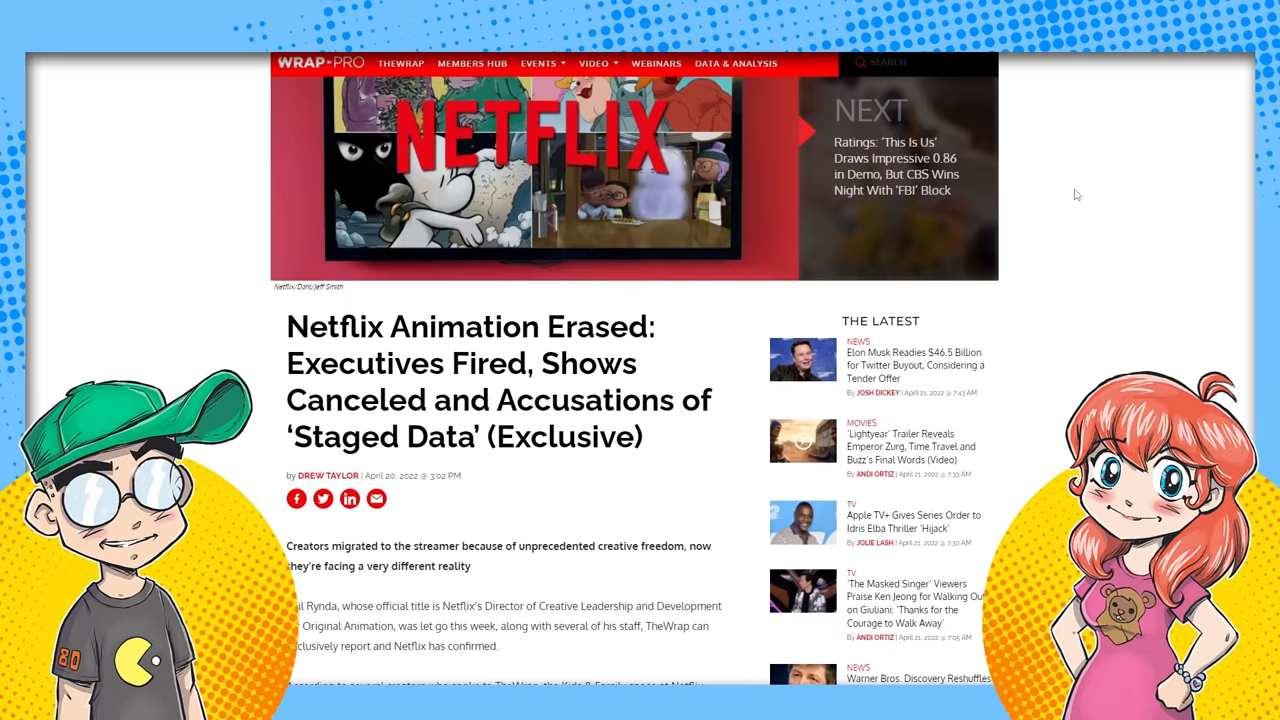 WRAP PRO THEWRAP MEMBERS HUB EVENTS VIDEO WEBINARS DATA & ANALYSIS SEARCH
NETFLIX
NEXT
Ratings: 'This Is Us'
Draws Impressive 0.86
in Demo, But CBS Wins
Night With 'FBI' Block
Netflix/Dahl/Jeff Smith
Netflix Animation Erased:
Executives Fired, Shows
Canceled and Accusations of
'Staged Data' (Exclusive)
by DREW TAYLOR | April 20, 2022 @ 3:02 PM
Creators migrated to the streamer because of unprecedented creative freedom, now
they're facing a very different reality
Rynda, whose official title is Netflix's Director of Creative Leadership and Development
Original Animation, was let go this week, along with several of his staff, TheWrap can
exclusively report and Netflix has confirmed.
THE LATEST
NEWS
Elon Musk Readies $46.5 Billion
for Twitter Buyout, Considering a
Tender Offer
By JOSH DICKEY | April 21, 2022 @ 7:43 AM
MOVIES
'Lightyear' Trailer Reveals
Emperor Zurg, Time Travel and
Buzz's Final Words (Video)
By ANDI ORTIZ | April 21, 2022 @ 7:33 AM
TV
Apple TV+ Gives Series Order to
Idris Elba Thriller 'Hijack'
By JOLIE LASH | April 21, 2022 @ 7:30 AM
TV
'The Masked Singer' Viewers
Praise Ken Jeong for Walking Out
on Giuliani: 'Thanks for the
Courage to Walk Away'
By ANDI ORTIZ | April 21, 2022 @ 7:05 AM
NEWS
Warner Bros. Discovery Reshuffles
80